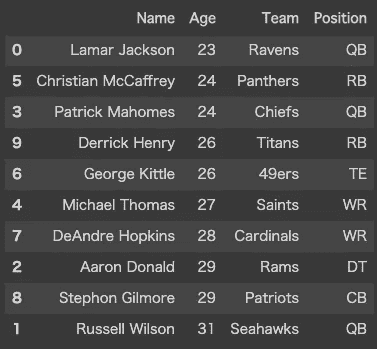 Name Age Team Position
0 Lamar Jackson 23 Ravens QB
5 Christian McCaffrey 24 Panthers RB
3 Patrick Mahomes 24 Chiefs QB
9 Derrick Henry 26 Titans RB
6 George Kittle 26 49ers TE
4 Michael Thomas 27 Saints WR
7 DeAndre Hopkins 28 Cardinals WR
2 Aaron Donald 29 Rams DT
8 Stephon Gilmore 29 Patriots CB
1 Russell Wilson 31 Seahawks QB